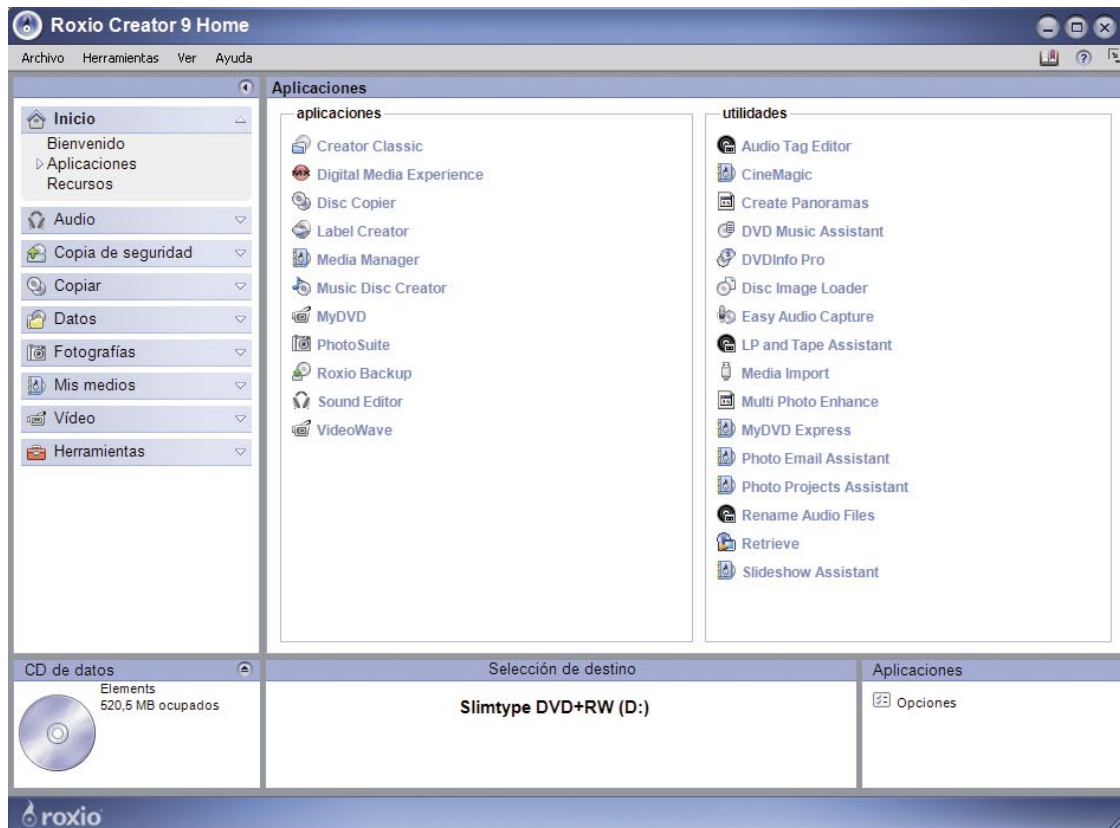 Roxio Creator 9 Home
Archivo Herramientas Ver Ayuda
Inicio
Bienvenido
Aplicaciones
Recursos
Audio
Copia de seguridad
Copiar
Datos
Fotografías
Mis medios
Vídeo
Herramientas
Aplicaciones
aplicaciones
Creator Classic
Digital Media Experience
Disc Copier
Label Creator
Media Manager
Music Disc Creator
MyDVD
PhotoSuite
Roxio Backup
Sound Editor
VideoWave
utilidades
Audio Tag Editor
CineMagic
Create Panoramas
DVD Music Assistant
DVDInfo Pro
Disc Image Loader
Easy Audio Capture
LP and Tape Assistant
Media Import
Multi Photo Enhance
MyDVD Express
Photo Email Assistant
Photo Projects Assistant
Rename Audio Files
Retrieve
Slideshow Assistant
CD de datos
Elements
520,5 MB ocupados
Selección de destino
Slimtype DVD+RW (D:)
Aplicaciones
Opciones
roxio